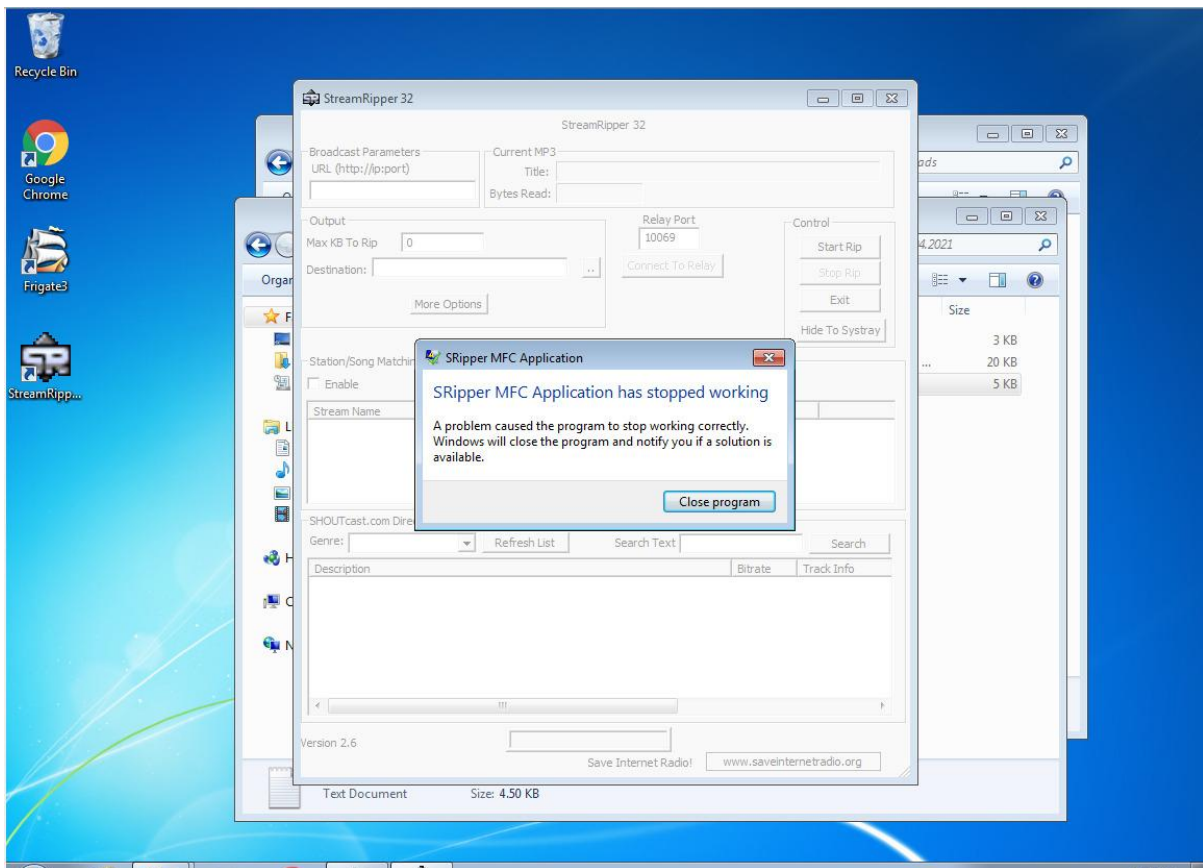 Recycle Bin
Google
Chrome
Frigate3
StreamRipp...
StreamRipper 32
StreamRipper 32
Broadcast Parameters
URL (http://ip:port)
Current MP3
Title:
Bytes Read:
Output
Max KB To Rip 0
Destination: ..
More Options
Relay Port
10069
Connect To Relay
Control
Start Rip
Stop Rip
Exit
Hide To Systray
Station/Song Matchin
Enable
Stream Name
SRipper MFC Application
SRipper MFC Application has stopped working
A problem caused the program to stop working correctly.
Windows will close the program and notify you if a solution is
available.
Close program
SHOUTcast.com Dire
Genre: Refresh List Search Text Search
Description Bitrate Track Info
Version 2.6
Save Internet Radio! www.saveinternetradio.org
ads
4.2021
Organ
Size
3 KB
... 20 KB
5 KB
F
L
H
C
N
Text Document Size: 4.50 KB